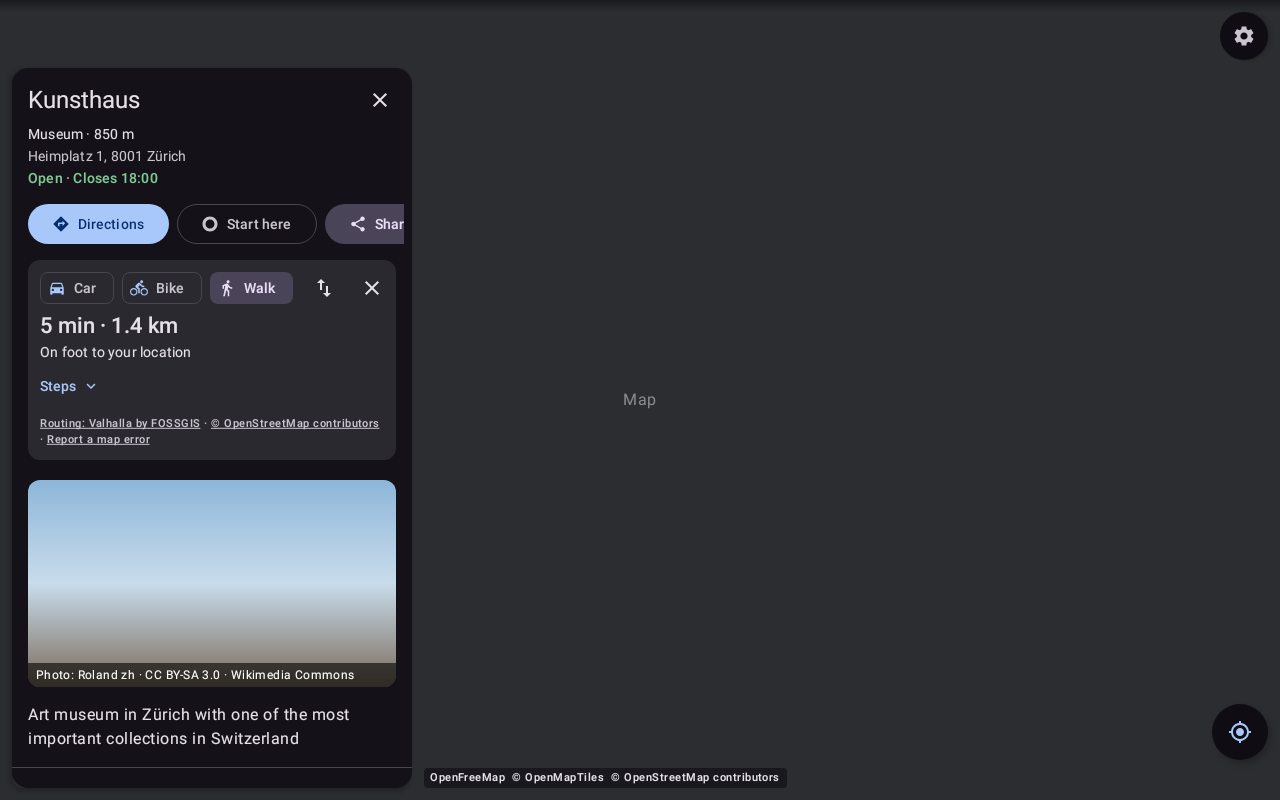 Kunsthaus
Museum · 850 m
Heimplatz 1, 8001 Zürich
Open · Closes 18:00
Directions
Start here
Shar
Car
Bike
Walk
5 min · 1.4 km
On foot to your location
Steps
Routing: Valhalla by FOSSGIS · © OpenStreetMap contributors
· Report a map error
Map
Photo: Roland zh · CC BY-SA 3.0 · Wikimedia Commons
Art museum in Zürich with one of the most
important collections in Switzerland
OpenFreeMap © OpenMapTiles © OpenStreetMap contributors